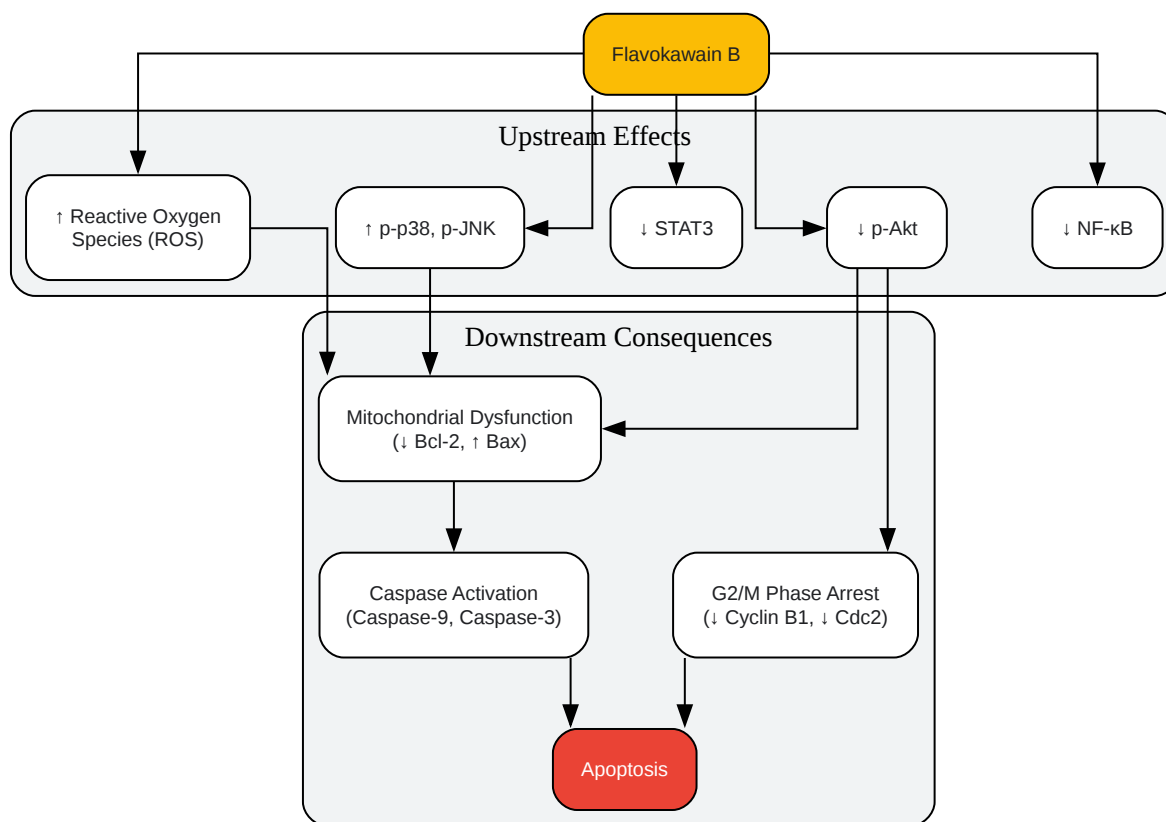 Flavokawain B
Upstream Effects
↑ Reactive Oxygen
Species (ROS)
↑ p-p38, p-JNK
↓ STAT3
↓ p-Akt
↓ NF-κB
Downstream Consequences
Mitochondrial Dysfunction
(↓ Bcl-2, ↑ Bax)
Caspase Activation
(Caspase-9, Caspase-3)
G2/M Phase Arrest
(↓ Cyclin B1, ↓ Cdc2)
Apoptosis